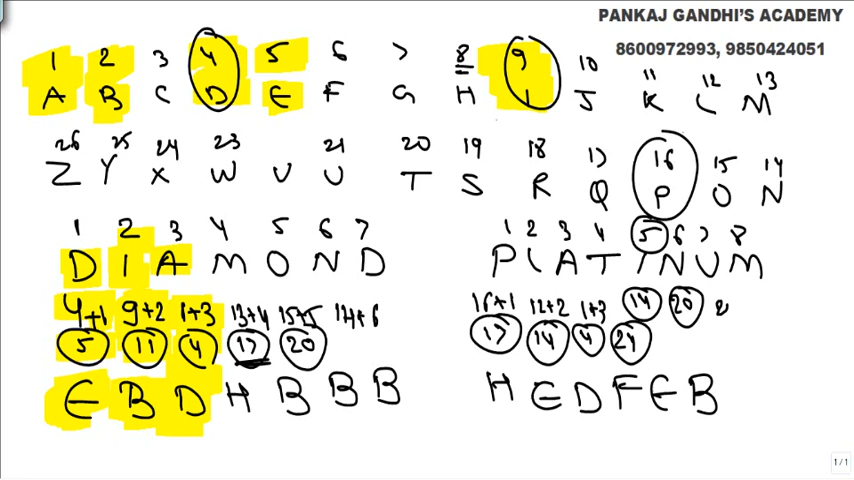 PANKAJ GANDHI'S ACADEMY
8600972993, 9850424051
1 2 3 4 5 6 7 8 9 10 11 12 13
A B C D E F G H I J K L M
26 25 24 23 21 20 19 18 17 16 15 14
Z Y X W V U T S R Q P O N
1 2 3 4 5 6 7 1 2 3 4 5 6 7 8
D I A M O N D P L A T I N U M
4+1 9+2 1+3 13+4 15+5 14+6 16+1 12+2 1+3 14 20
5 11 4 17 20 17 14 4 24
E B D H B B B H E D F E B
1/1